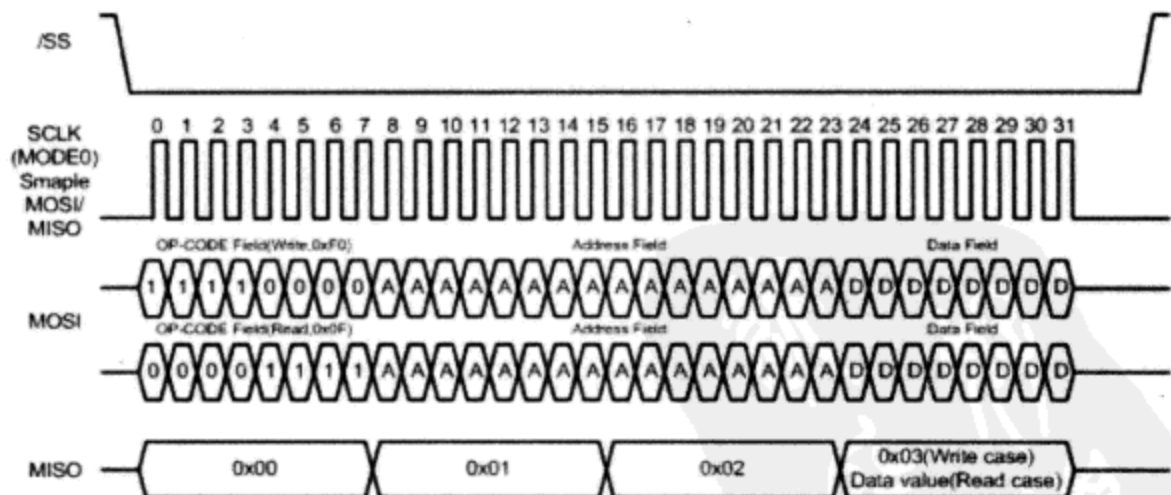 /SS
SCLK
(MODE0)
Smaple
MOSI/
MISO
0 1 2 3 4 5 6 7 8 9 10 11 12 13 14 15 16 17 18 19 20 21 22 23 24 25 26 27 28 29 30 31
OP-CODE Field(Write,0xF0) Address Field Data Field
1 1 1 1 0 0 0 0 A A A A A A A A A A A A A A A A D D D D D D D D
MOSI
OP-CODE Field(Read,0x0F) Address Field Data Field
0 0 0 0 1 1 1 1 A A A A A A A A A A A A A A A A D D D D D D D D
MISO 0x00 0x01 0x02 0x03(Write case)
Data value(Read case)